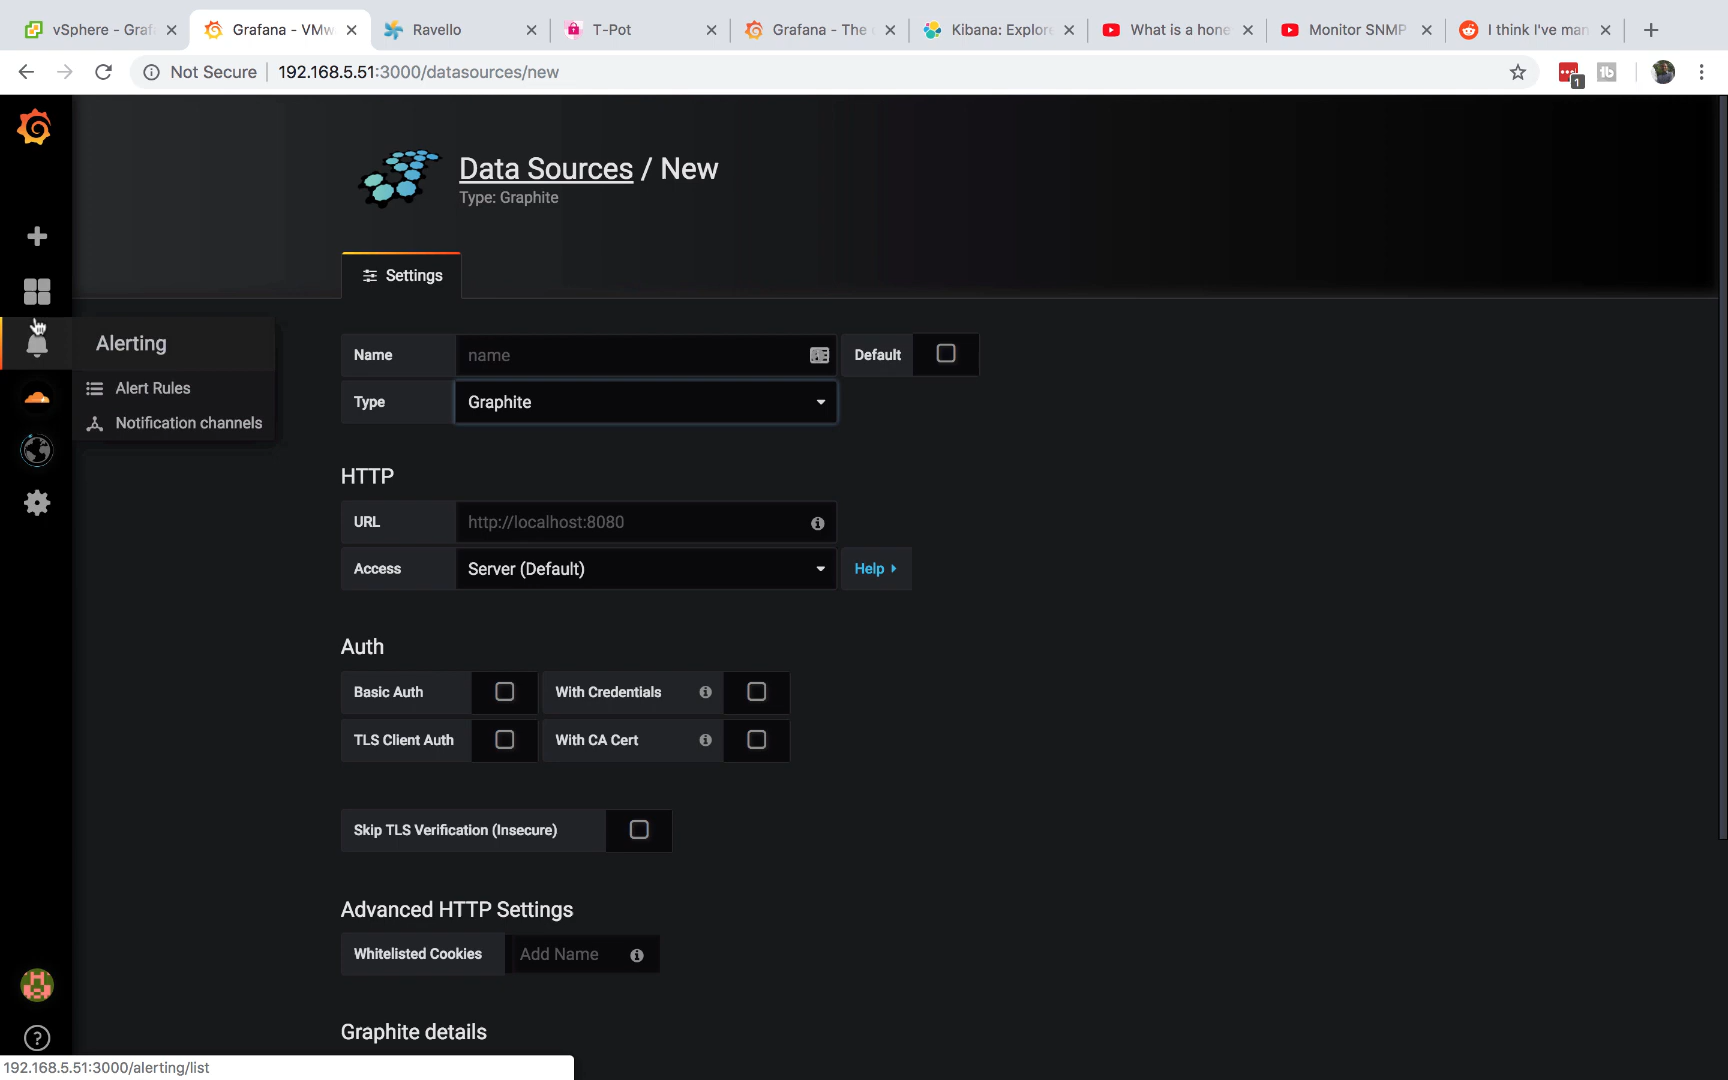 vSphere - Graf
Grafana - VMw
Ravello
T-Pot
Grafana - The
Kibana: Explore
What is a hone
Monitor SNMP
I think I've man
Not Secure
192.168.5.51:3000/datasources/new
1
Data Sources / New
Type: Graphite
Settings
Alerting
Alert Rules
Notification channels
Name
name
Default
Type
Graphite
HTTP
URL
http://localhost:8080
Access
Server (Default)
Help
Auth
Basic Auth
With Credentials
TLS Client Auth
With CA Cert
Skip TLS Verification (Insecure)
Advanced HTTP Settings
Whitelisted Cookies
Add Name
Graphite details
192.168.5.51:3000/alerting/list